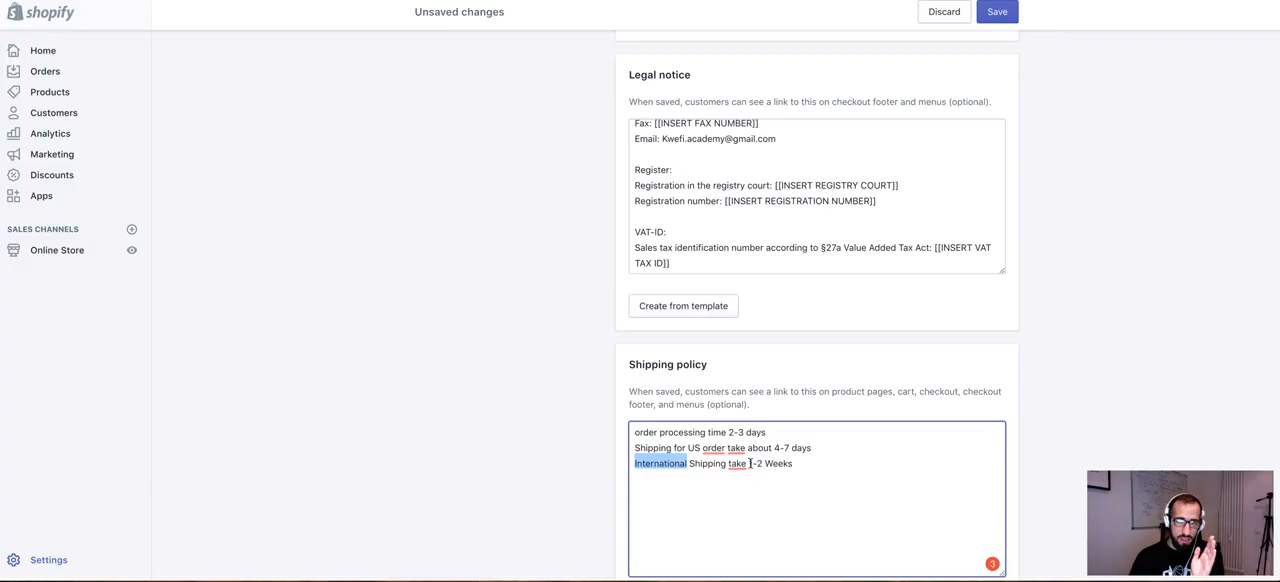 shopify
Unsaved changes
Discard
Save
Home
Orders
Products
Customers
Analytics
Marketing
Discounts
Apps
SALES CHANNELS
Online Store
Settings
Legal notice
When saved, customers can see a link to this on checkout footer and menus (optional).
Fax: [[INSERT FAX NUMBER]]
Email: Kwefi.academy@gmail.com
Register:
Registration in the registry court: [[INSERT REGISTRY COURT]]
Registration number: [[INSERT REGISTRATION NUMBER]]
VAT-ID:
Sales tax identification number according to §27a Value Added Tax Act: [[INSERT VAT
TAX ID]]
Create from template
Shipping policy
When saved, customers can see a link to this on product pages, cart, checkout, checkout
footer, and menus (optional).
order processing time 2-3 days
Shipping for US order take about 4-7 days
International Shipping take 1-2 Weeks
3